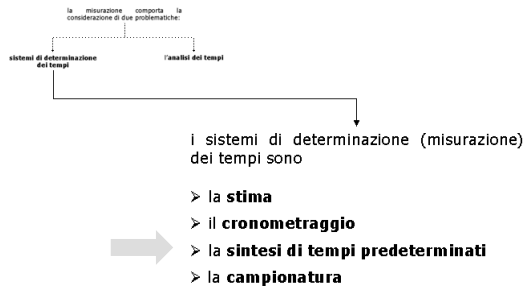 la misurazione comporta la
considerazione di due problematiche:
sistemi di determinazione
dei tempi
l'analisi dei tempi
i sistemi di determinazione (misurazione)
dei tempi sono
➢ la stima
➢ il cronometraggio
➢ la sintesi di tempi predeterminati
➢ la campionatura